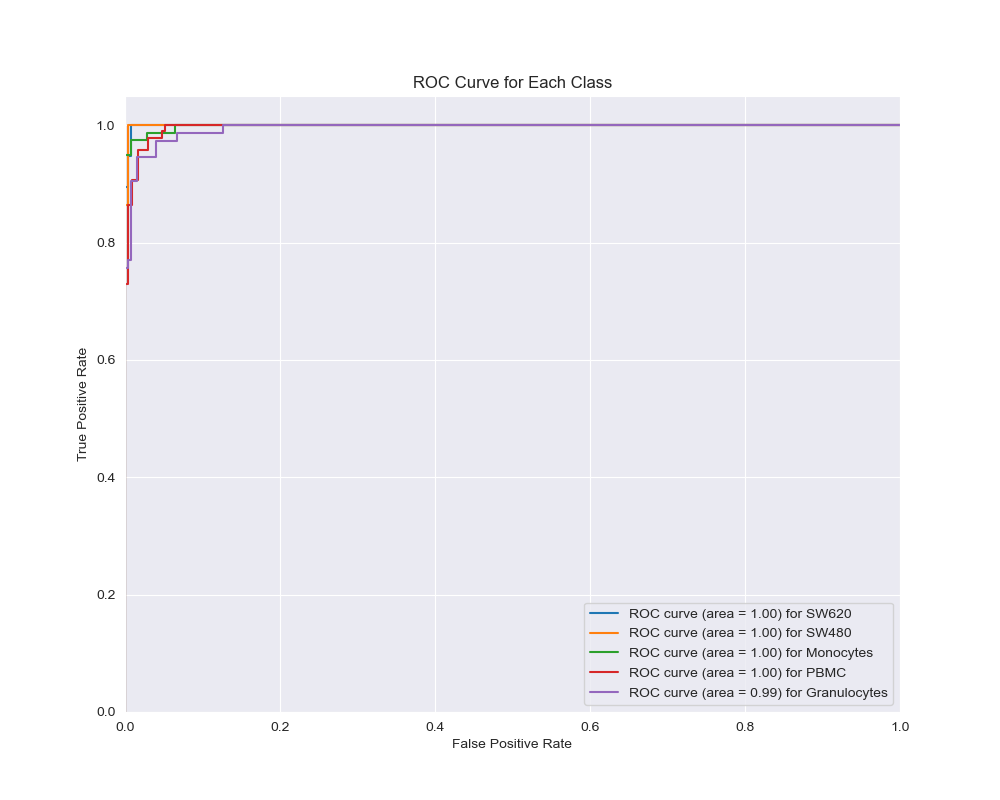 ROC Curve for Each Class
1.0
0.8
0.6
0.4
0.2
0.0
True Positive Rate
0.0 0.2 0.4 0.6 0.8 1.0
False Positive Rate
ROC curve (area = 1.00) for SW620
ROC curve (area = 1.00) for SW480
ROC curve (area = 1.00) for Monocytes
ROC curve (area = 1.00) for PBMC
ROC curve (area = 0.99) for Granulocytes